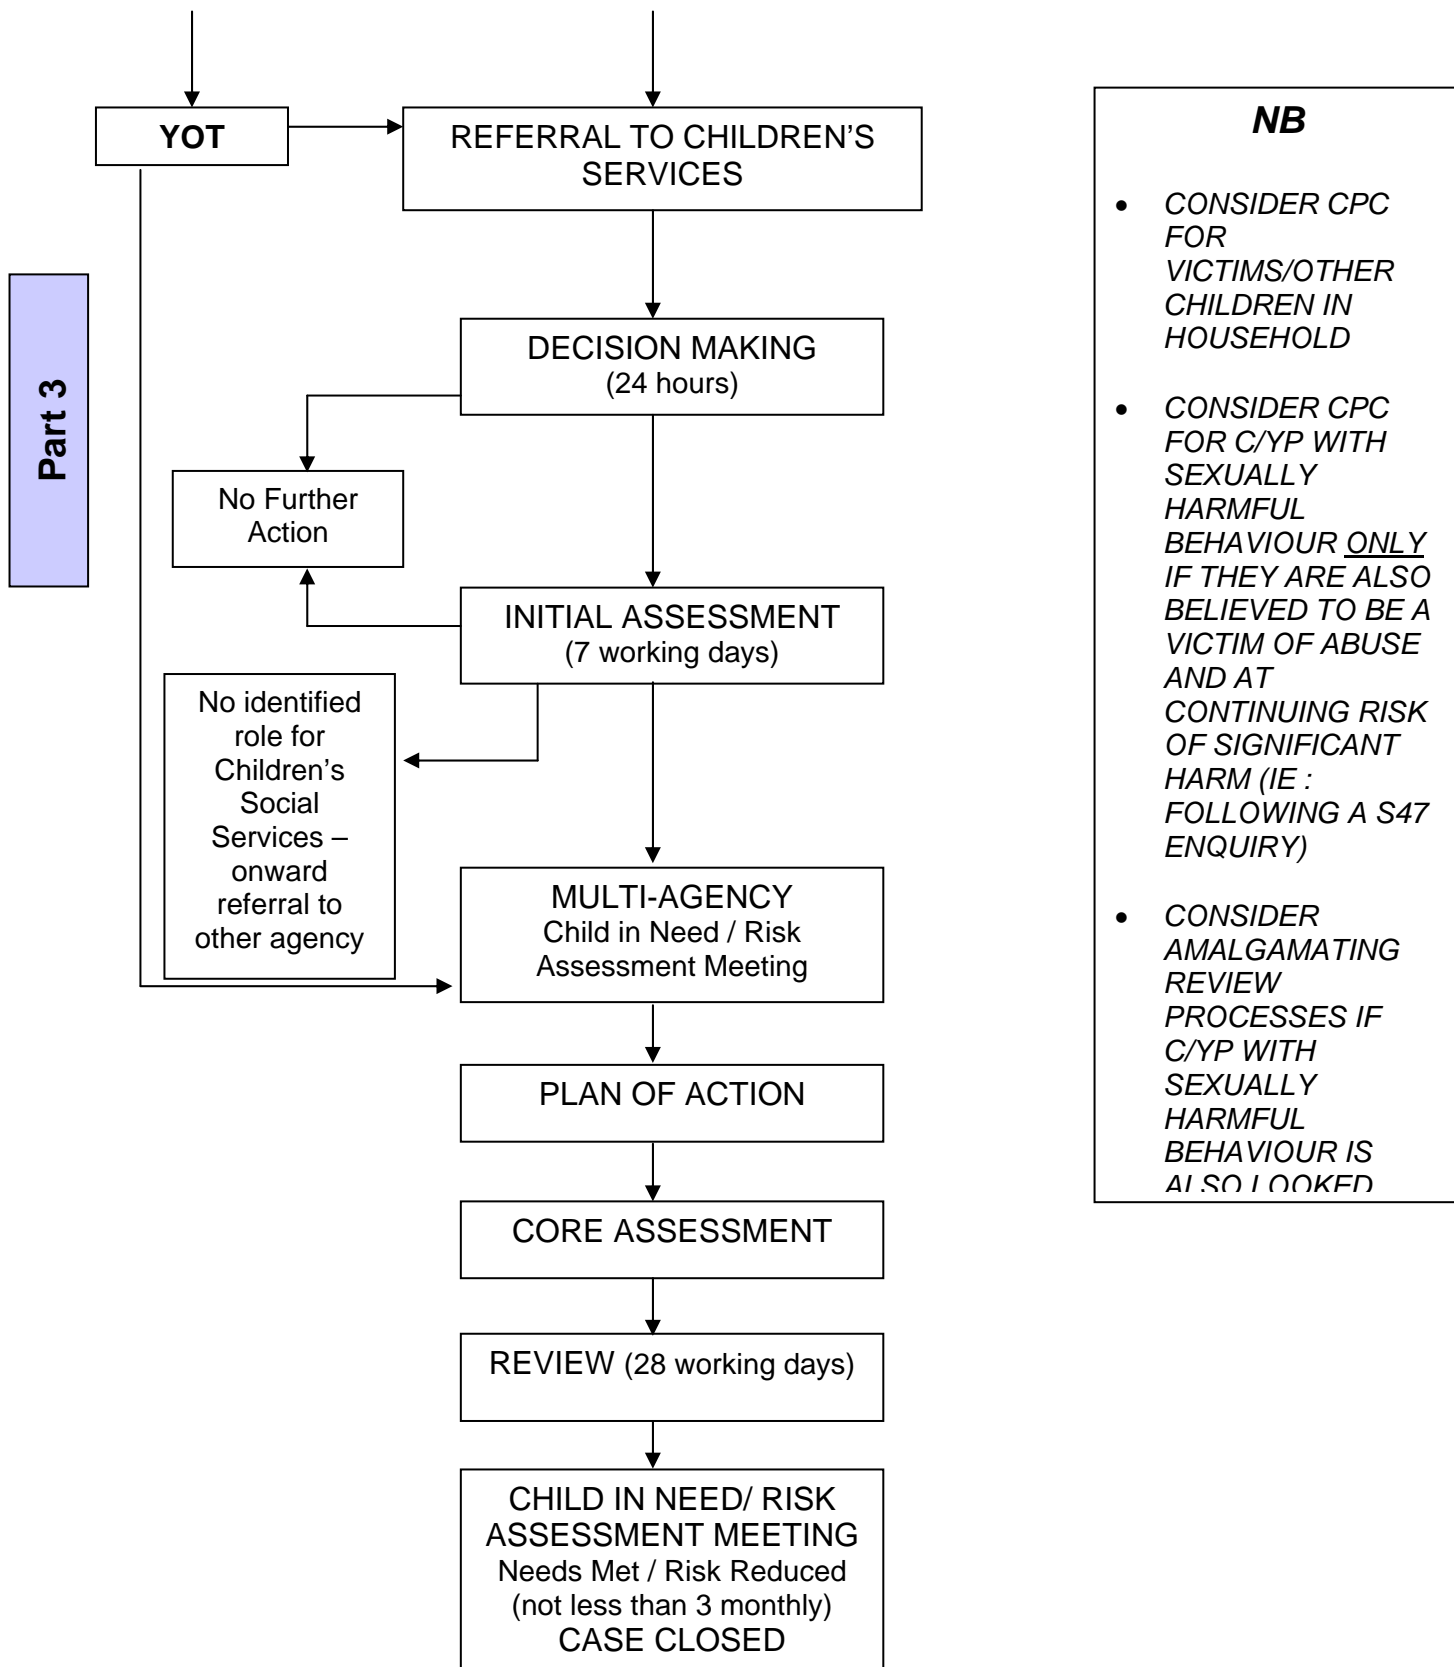 YOT
REFERRAL TO CHILDREN'S
SERVICES
Part 3
DECISION MAKING
(24 hours)
No Further
Action
INITIAL ASSESSMENT
(7 working days)
No identified
role for
Children's
Social
Services –
onward
referral to
other agency
MULTI-AGENCY
Child in Need / Risk
Assessment Meeting
PLAN OF ACTION
CORE ASSESSMENT
REVIEW (28 working days)
CHILD IN NEED/ RISK
ASSESSMENT MEETING
Needs Met / Risk Reduced
(not less than 3 monthly)
CASE CLOSED
NB
• CONSIDER CPC
FOR
VICTIMS/OTHER
CHILDREN IN
HOUSEHOLD
• CONSIDER CPC
FOR C/YP WITH
SEXUALLY
HARMFUL
BEHAVIOUR ONLY
IF THEY ARE ALSO
BELIEVED TO BE A
VICTIM OF ABUSE
AND AT
CONTINUING RISK
OF SIGNIFICANT
HARM (IE :
FOLLOWING A S47
ENQUIRY)
• CONSIDER
AMALGAMATING
REVIEW
PROCESSES IF
C/YP WITH
SEXUALLY
HARMFUL
BEHAVIOUR IS
ALSO LOOKED